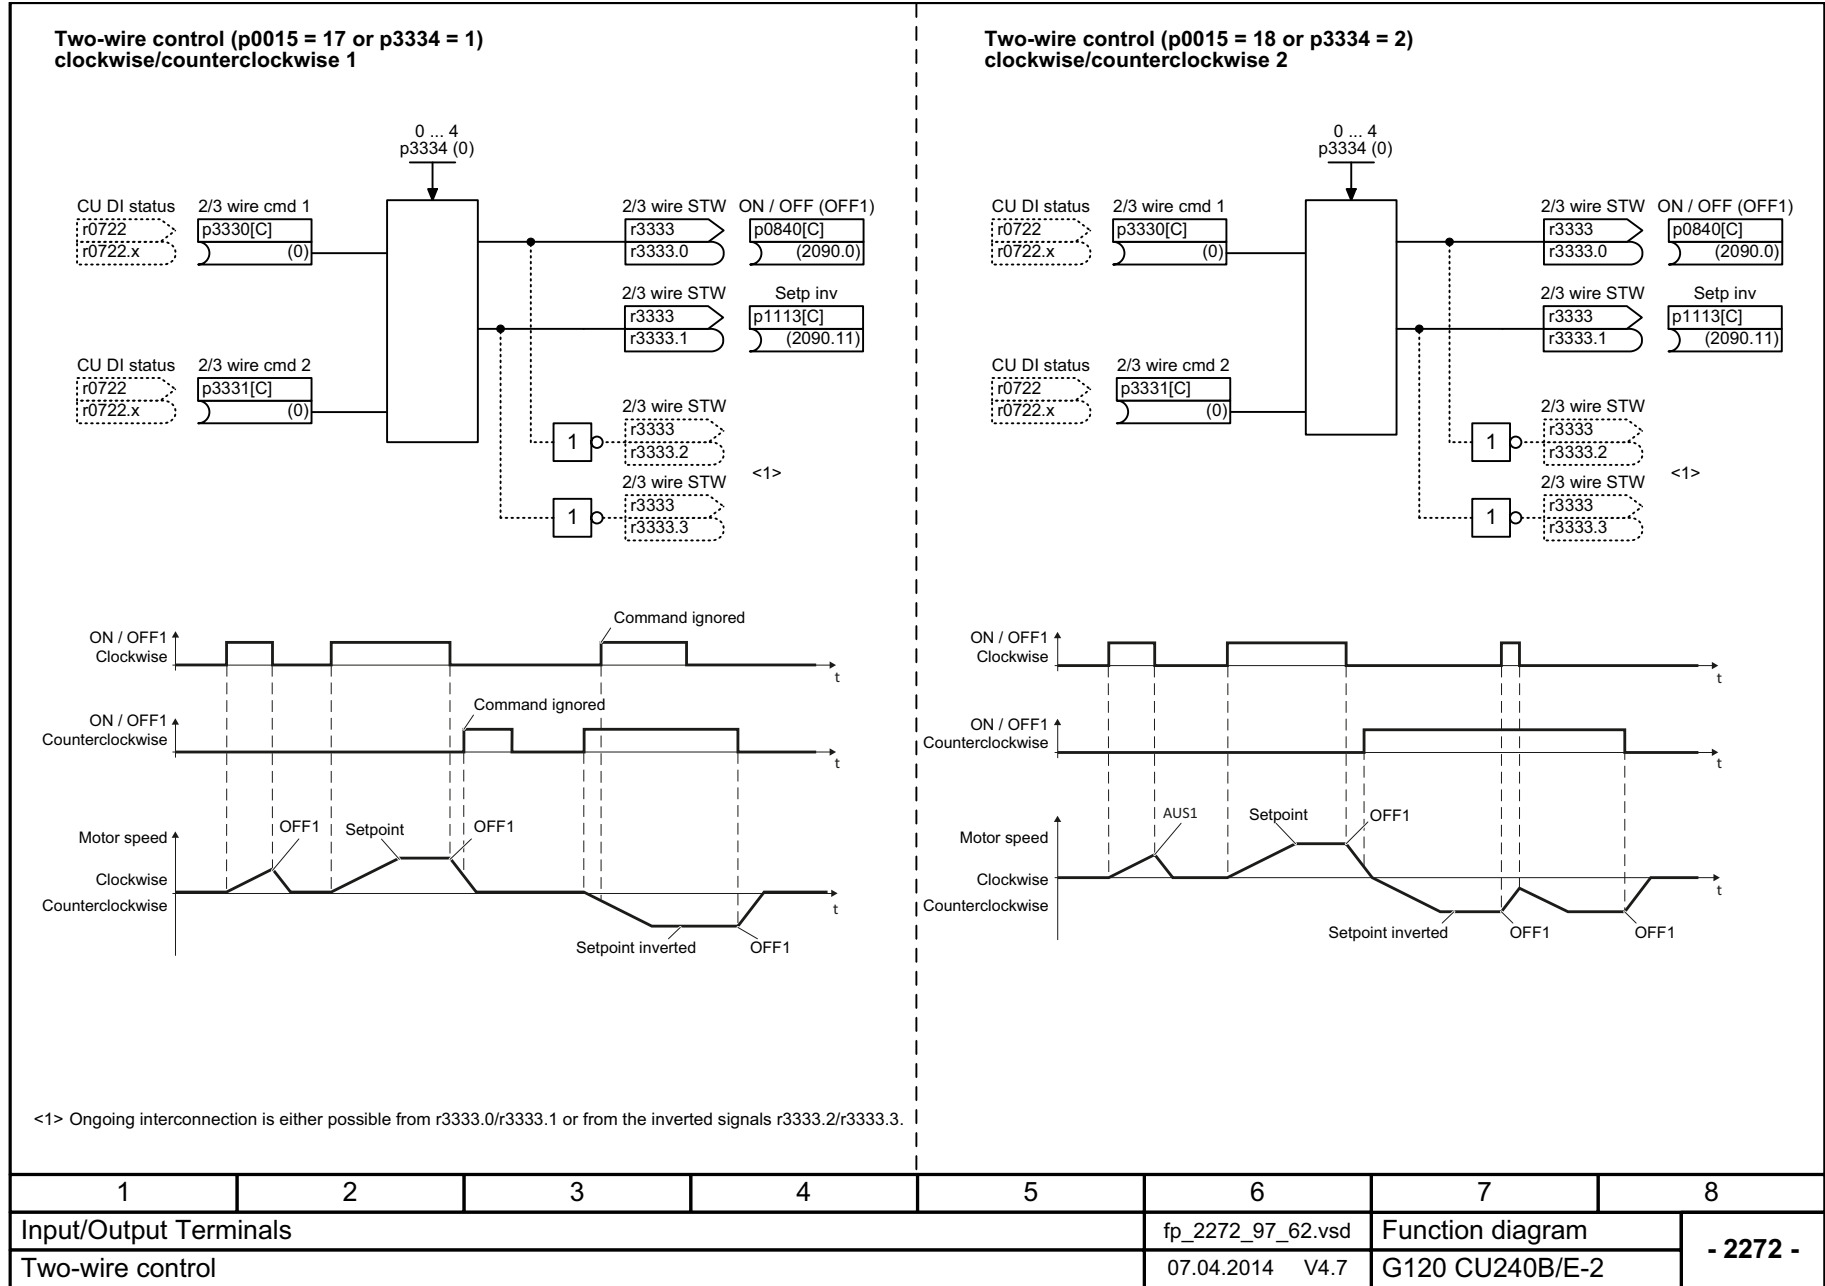 Two-wire control (p0015 = 17 or p3334 = 1)
clockwise/counterclockwise 1
0 ... 4
p3334 (0)
CU DI status
2/3 wire cmd 1
r0722
p3330[C]
r0722.x
(0)
2/3 wire STW
ON / OFF (OFF1)
r3333
p0840[C]
r3333.0
(2090.0)
2/3 wire STW
Setp inv
r3333
p1113[C]
r3333.1
(2090.11)
CU DI status
2/3 wire cmd 2
r0722
p3331[C]
r0722.x
(0)
2/3 wire STW
1
r3333
r3333.2
<1>
2/3 wire STW
1
r3333
r3333.3
Command ignored
ON / OFF1
Clockwise
t
Command ignored
ON / OFF1
Counterclockwise
t
Motor speed
OFF1
Setpoint
OFF1
Clockwise
Counterclockwise
t
Setpoint inverted
OFF1
<1> Ongoing interconnection is either possible from r3333.0/r3333.1 or from the inverted signals r3333.2/r3333.3.
Two-wire control (p0015 = 18 or p3334 = 2)
clockwise/counterclockwise 2
0 ... 4
p3334 (0)
CU DI status
2/3 wire cmd 1
r0722
p3330[C]
r0722.x
(0)
2/3 wire STW
ON / OFF (OFF1)
r3333
p0840[C]
r3333.0
(2090.0)
2/3 wire STW
Setp inv
r3333
p1113[C]
r3333.1
(2090.11)
CU DI status
2/3 wire cmd 2
r0722
p3331[C]
r0722.x
(0)
2/3 wire STW
1
r3333
r3333.2
<1>
2/3 wire STW
1
r3333
r3333.3
ON / OFF1
Clockwise
t
ON / OFF1
Counterclockwise
t
Motor speed
AUS1
Setpoint
OFF1
Clockwise
Counterclockwise
t
Setpoint inverted
OFF1
OFF1
1 2 3 4 5 6 7 8
Input/Output Terminals
fp_2272_97_62.vsd
Function diagram
- 2272 -
Two-wire control
07.04.2014 V4.7
G120 CU240B/E-2